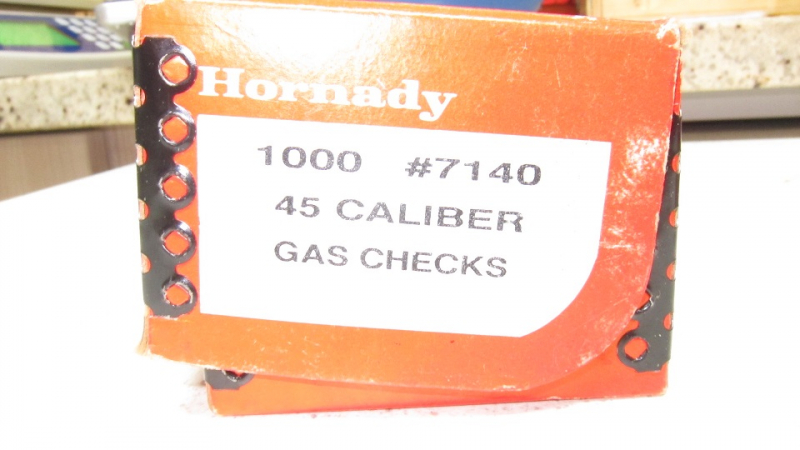 Hornady
1000 #7140
45 CALIBER
GAS CHECKS